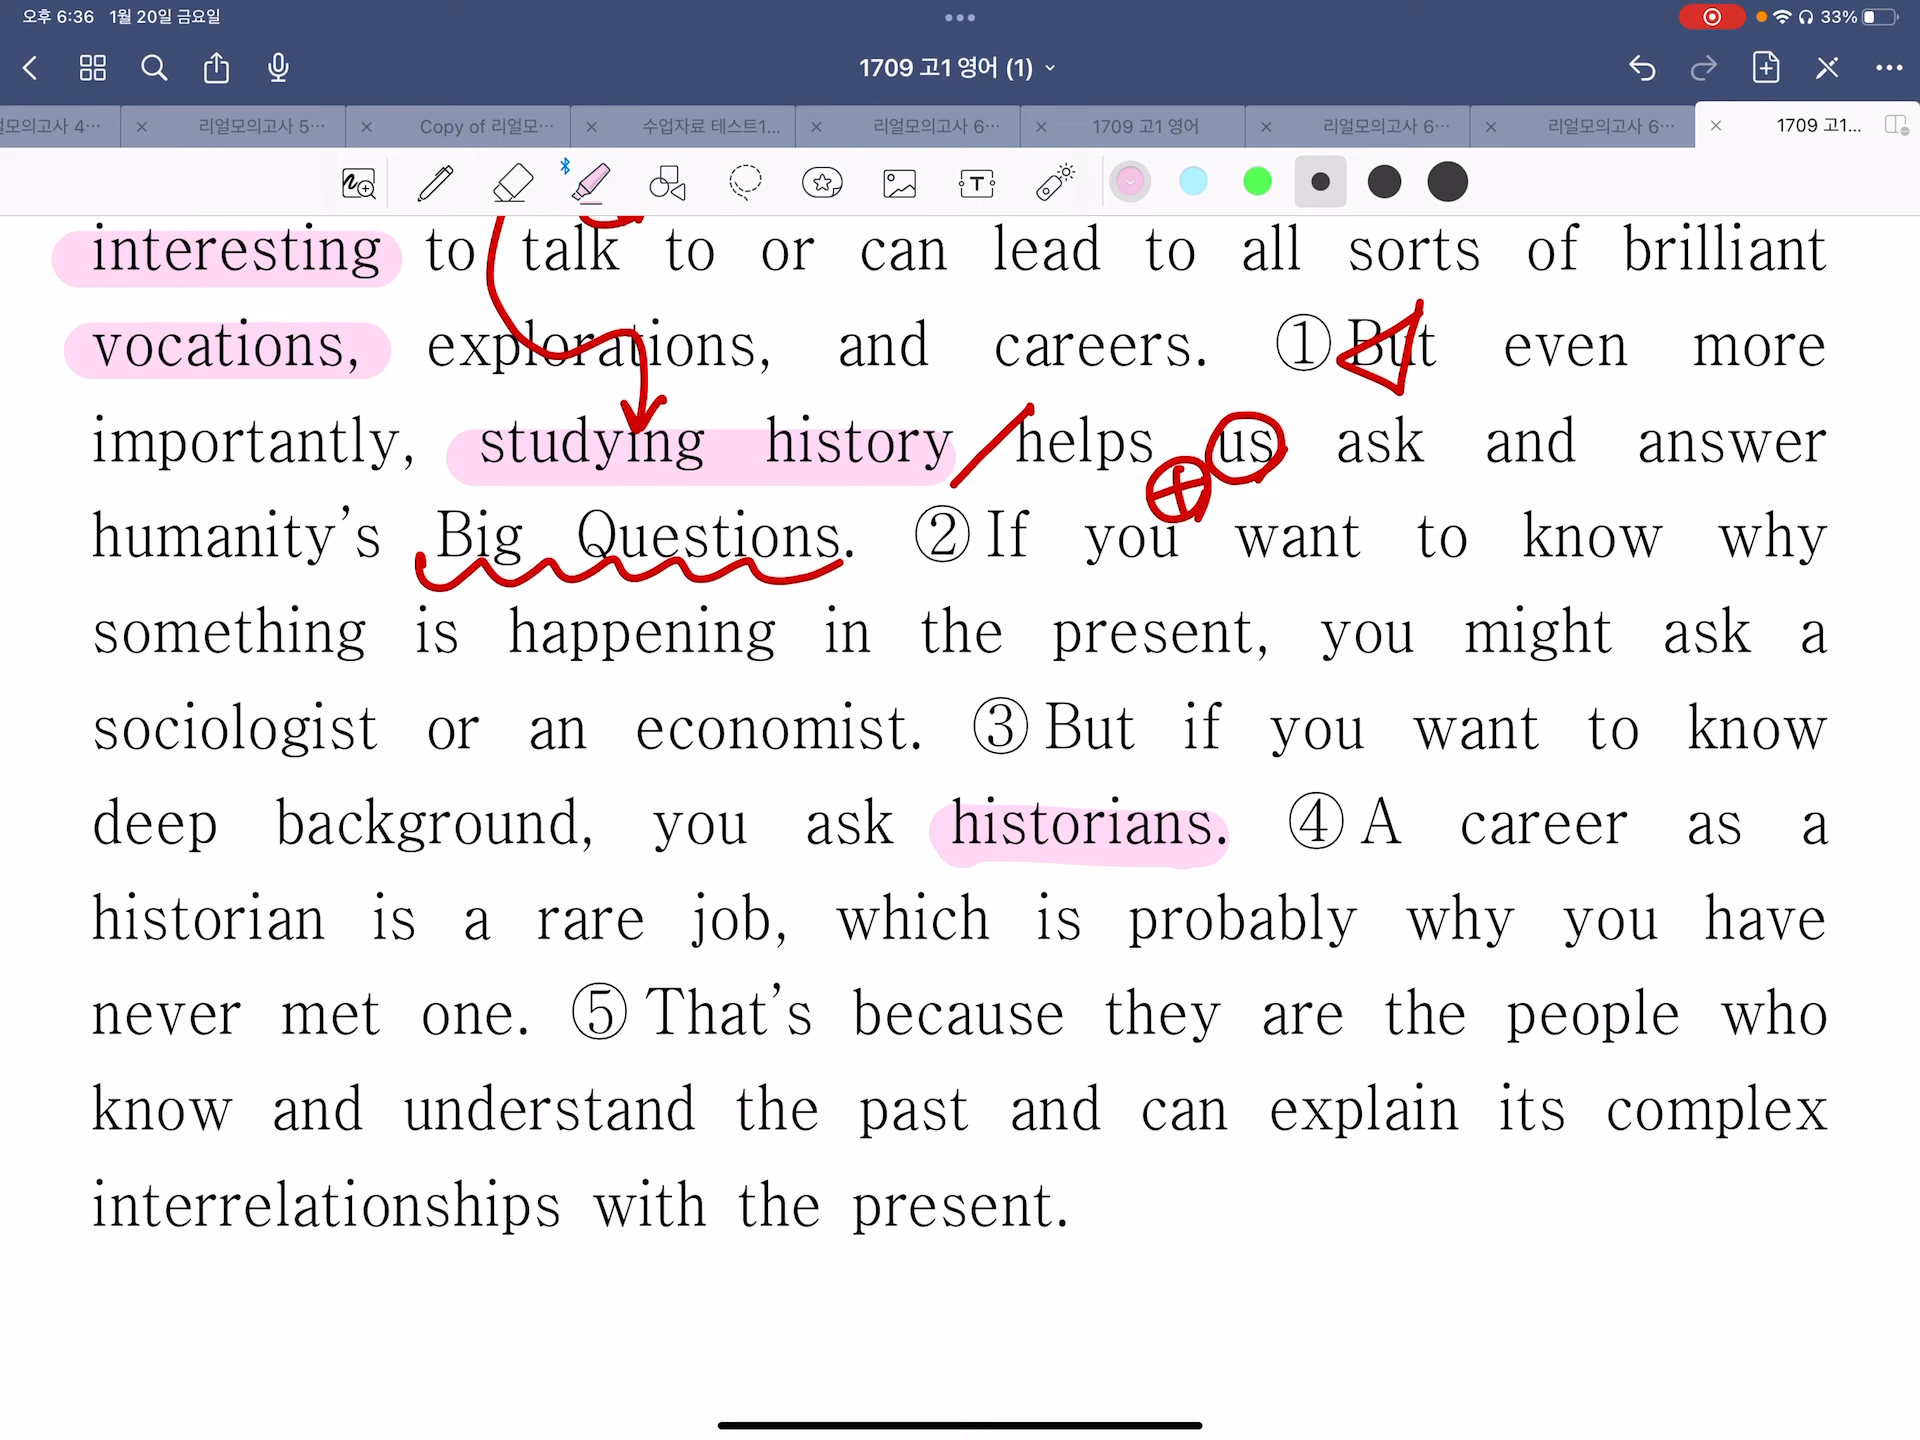 오후 6:36 1월 20일 금요일
33%
1709 고1 영어 (1)
모의고사 4…
리얼모의고사 5…
Copy of 리얼모…
수업자료 테스트1...
리얼모의고사 6…
1709 고1 영어
리얼모의고사 6…
리얼모의고사 6…
1709 고1...
interesting to talk to or can lead to all sorts of brilliant
vocations, explorations, and careers. ① But even more
importantly, studying history helps us ask and answer
humanity's Big Questions. ② If you want to know why
something is happening in the present, you might ask a
sociologist or an economist. ③ But if you want to know
deep background, you ask historians. ④ A career as a
historian is a rare job, which is probably why you have
never met one. ⑤ That's because they are the people who
know and understand the past and can explain its complex
interrelationships with the present.